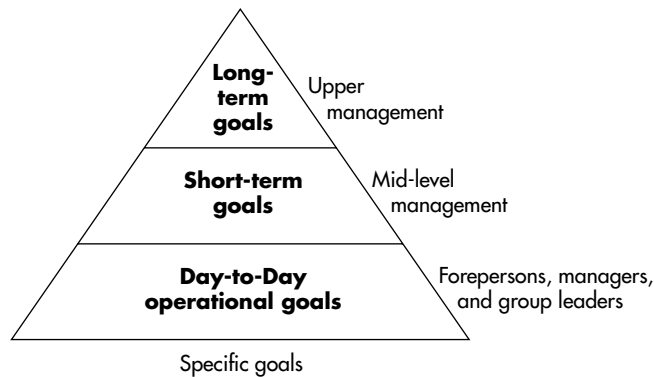 Long-
term
goals
Upper
management
Short-term
goals
Mid-level
management
Day-to-Day
operational goals
Forepersons, managers,
and group leaders
Specific goals